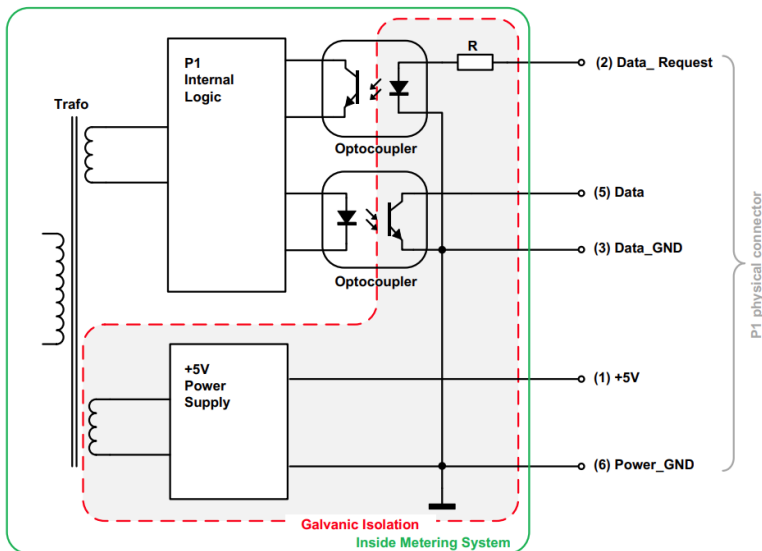 P1
Internal
Logic
R
(2) Data_ Request
Trafo
Optocoupler
(5) Data
(3) Data_GND
Optocoupler
P1 physical connector
+5V
Power
Supply
(1) +5V
(6) Power_GND
Galvanic Isolation
Inside Metering System